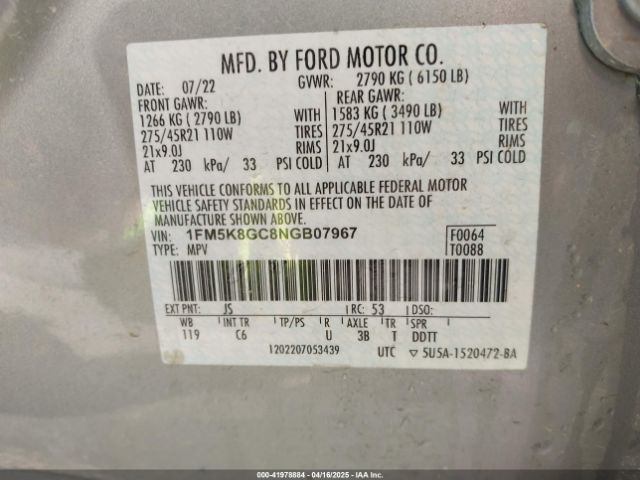 MFD. BY FORD MOTOR CO.
DATE: 07/22 GVWR: 2790 KG ( 6150 LB)
FRONT GAWR: REAR GAWR:
1266 KG ( 2790 LB) WITH 1583 KG ( 3490 LB) WITH
275/45R21 110W TIRES 275/45R21 110W TIRES
21x9.0J RIMS 21x9.0J RIMS
AT 230 kPa/ 33 PSI COLD AT 230 kPa/ 33 PSI COLD
THIS VEHICLE CONFORMS TO ALL APPLICABLE FEDERAL MOTOR
VEHICLE SAFETY STANDARDS IN EFFECT ON THE DATE OF
MANUFACTURE SHOWN ABOVE.
VIN: 1FM5K8GC8NGB07967 F0064
TYPE: MPV T0088
EXT PNT: JS RC: 53 DSO:
WB INT TR TP/PS R AXLE TR SPR
119 C6 U 3B T DDTT
1202207053439 UTC ▽ 5U5A-1520472-BA
000-41978884 - 04/16/2025 - IAA Inc.